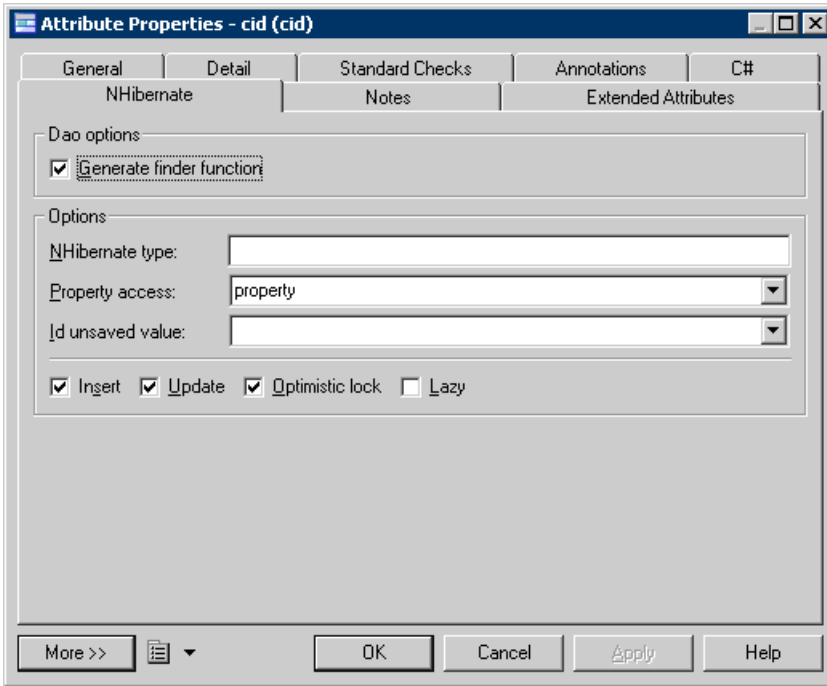 Attribute Properties - cid (cid)
General Detail Standard Checks Annotations C#
NHibernate Notes Extended Attributes
Dao options
Generate finder function
Options
NHibernate type:
Property access: property
Id unsaved value:
Insert Update Optimistic lock Lazy
More >> OK Cancel Apply Help